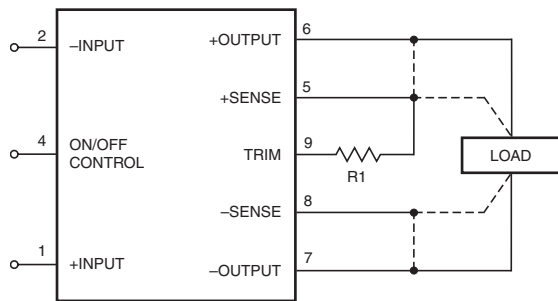 2
–INPUT
+OUTPUT
6
+SENSE
5
4
ON/OFF
CONTROL
TRIM
9
R1
LOAD
–SENSE
8
1
+INPUT
–OUTPUT
7